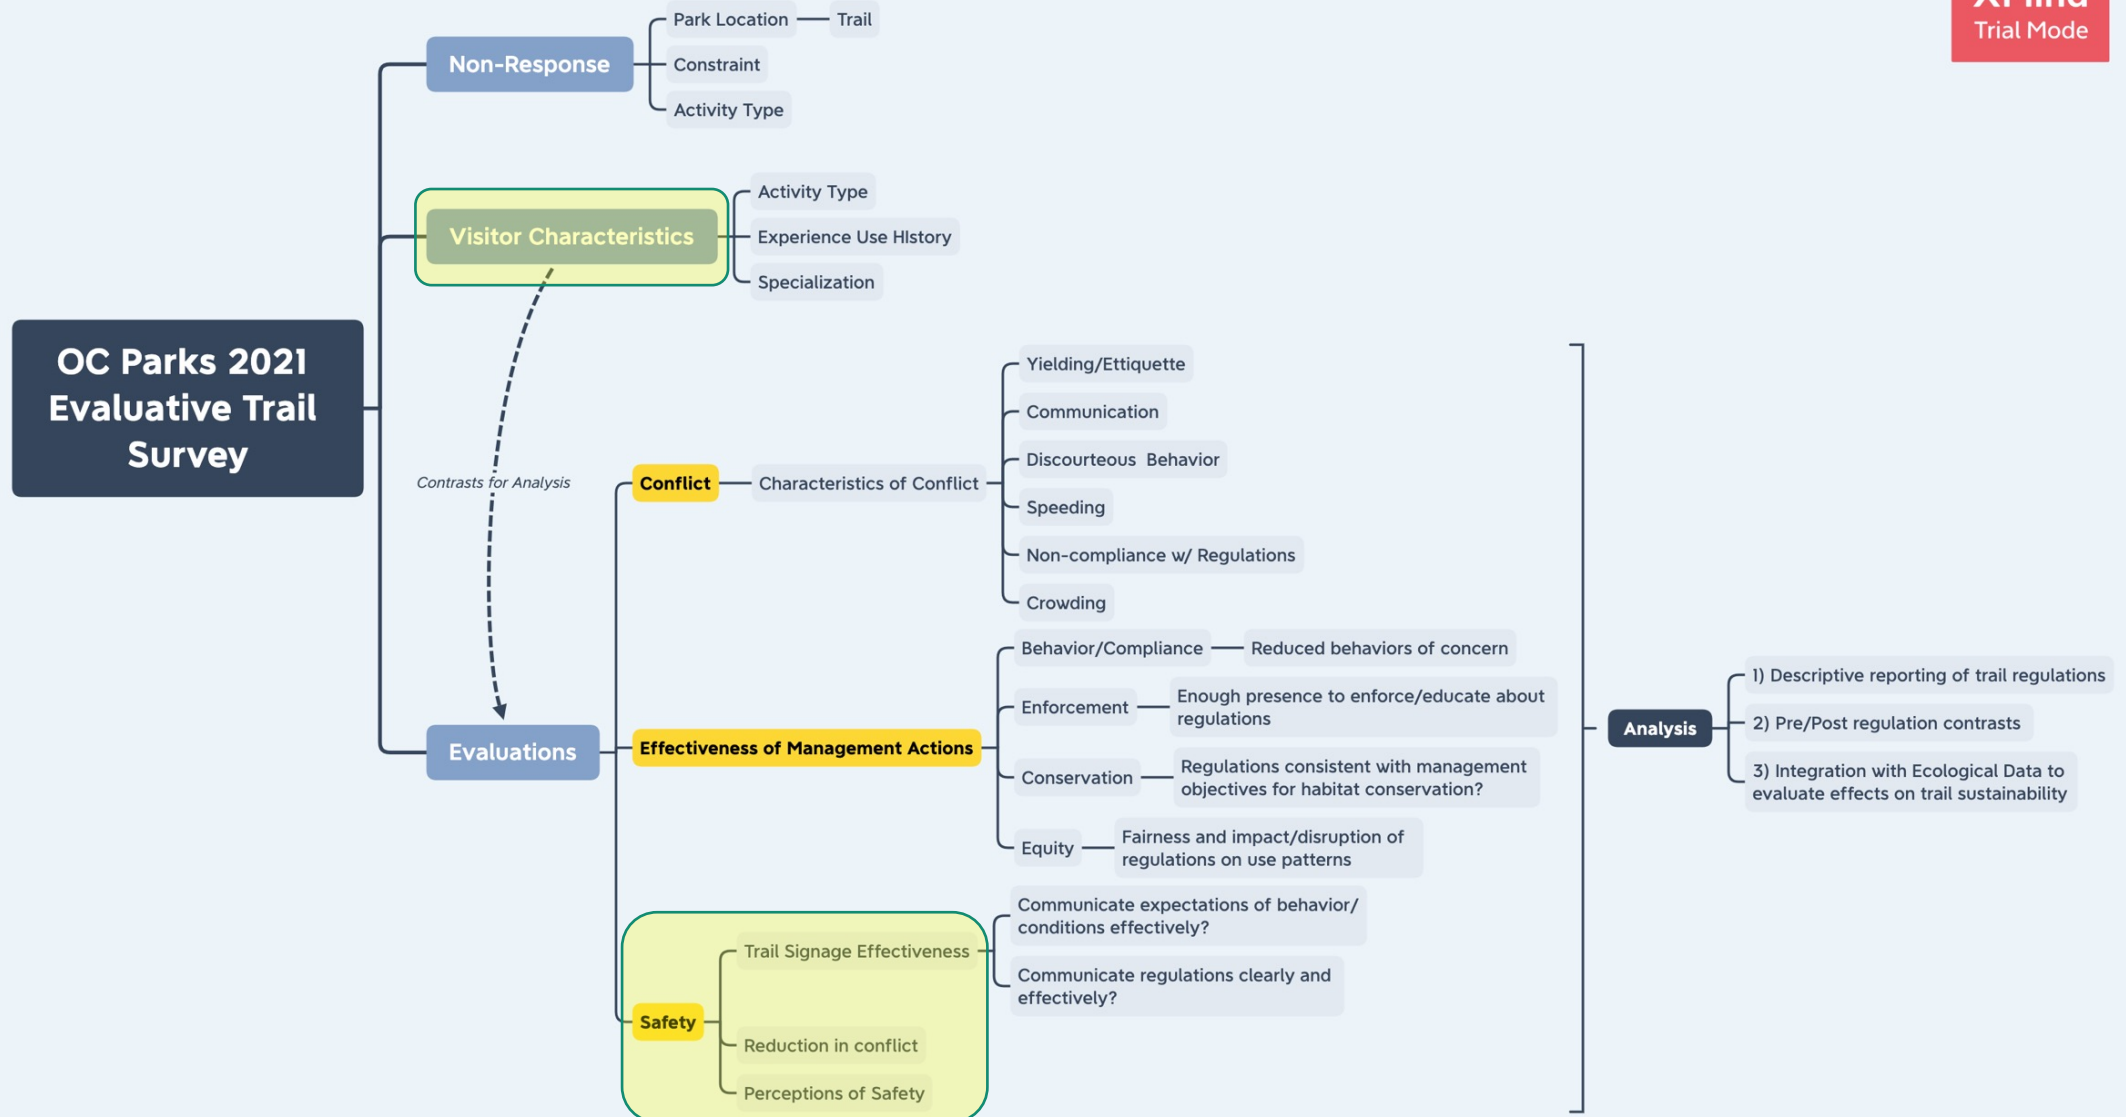 XMind
Trial Mode
Park Location
Trail
Non-Response
Constraint
Activity Type
Activity Type
Visitor Characteristics
Experience Use HIstory
Specialization
OC Parks 2021
Evaluative Trail
Survey
Contrasts for Analysis
Yielding/Ettiquette
Communication
Discourteous  Behavior
Conflict
Characteristics of Conflict
Speeding
Non-compliance w/ Regulations
Crowding
Behavior/Compliance
Reduced behaviors of concern
Enforcement
Enough presence to enforce/educate about
regulations
Evaluations
Effectiveness of Management Actions
Conservation
Regulations consistent with management
objectives for habitat conservation?
Equity
Fairness and impact/disruption of
regulations on use patterns
Safety
Trail Signage Effectiveness
Communicate expectations of behavior/
conditions effectively?
Communicate regulations clearly and
effectively?
Reduction in conflict
Perceptions of Safety
Analysis
1) Descriptive reporting of trail regulations
2) Pre/Post regulation contrasts
3) Integration with Ecological Data to
evaluate effects on trail sustainability